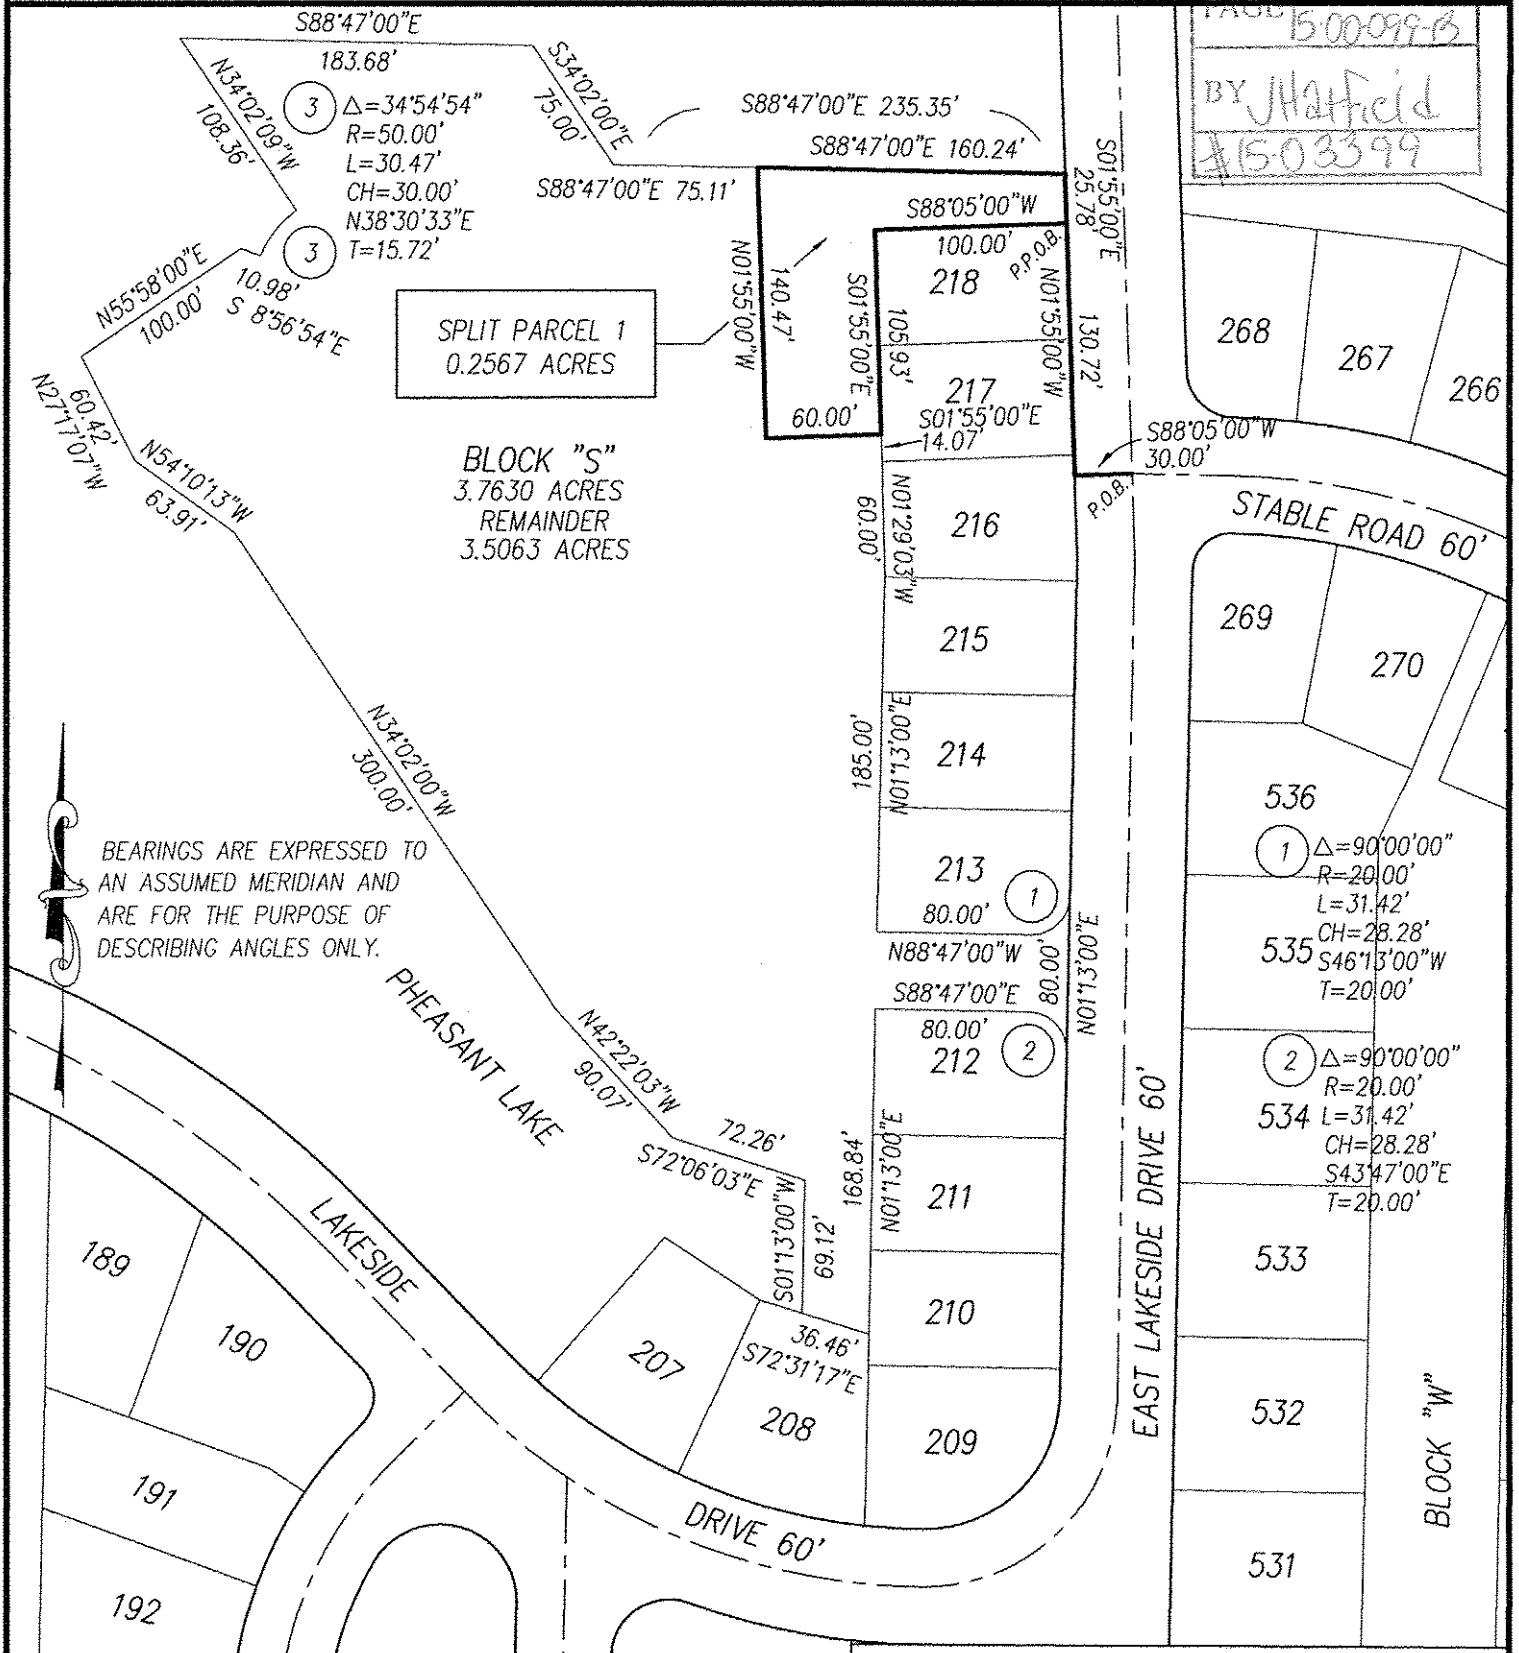 S88°47'00"E
183.68'
N34°02'09"W
108.36'
3
Δ=34°54'54"
R=50.00'
L=30.47'
CH=30.00'
N38°30'33"E
T=15.72'
3
S34°02'00"E
75.00'
S88°47'00"E 235.35'
S88°47'00"E 160.24'
S88°47'00"E 75.11'
15-00-099-B
BY JHatfield
#15-03399
S01°55'00"E
25.78'
S88°05'00"W
100.00'
P.P.O.B.
218
N01°55'00"W
140.47'
S01°55'00"E
105.93'
N01°55'00"W
130.72'
N55°58'00"E
100.00'
10.98'
S 8°56'54"E
SPLIT PARCEL 1
0.2567 ACRES
268
267
266
217
60.00'
S01°55'00"E
14.07'
S88°05'00"W
30.00'
P.O.B.
N27°17'07"W
60.42'
N54°10'13"W
63.91'
BLOCK "S"
3.7630 ACRES
REMAINDER
3.5063 ACRES
N01°29'03"W
60.00'
216
STABLE ROAD 60'
215
269
270
N34°02'00"W
300.00'
185.00'
N01°13'00"E
214
536
BEARINGS ARE EXPRESSED TO
AN ASSUMED MERIDIAN AND
ARE FOR THE PURPOSE OF
DESCRIBING ANGLES ONLY.
213
1
80.00'
N88°47'00"W
80.00'
N01°13'00"E
1
Δ=90°00'00"
R=20.00'
L=31.42'
CH=28.28'
S46°13'00"W
T=20.00'
535
S88°47'00"E
80.00'
212
2
2
Δ=90°00'00"
R=20.00'
L=31.42'
CH=28.28'
S43°47'00"E
T=20.00'
534
PHEASANT LAKE
N42°22'03"W
90.07'
72.26'
S72°06'03"E
S01°13'00"W
69.12'
168.84'
N01°13'00"E
211
EAST LAKESIDE DRIVE 60'
533
LAKESIDE
189
190
207
36.46'
S72°31'17"E
208
210
209
532
BLOCK "W"
191
192
DRIVE 60'
531